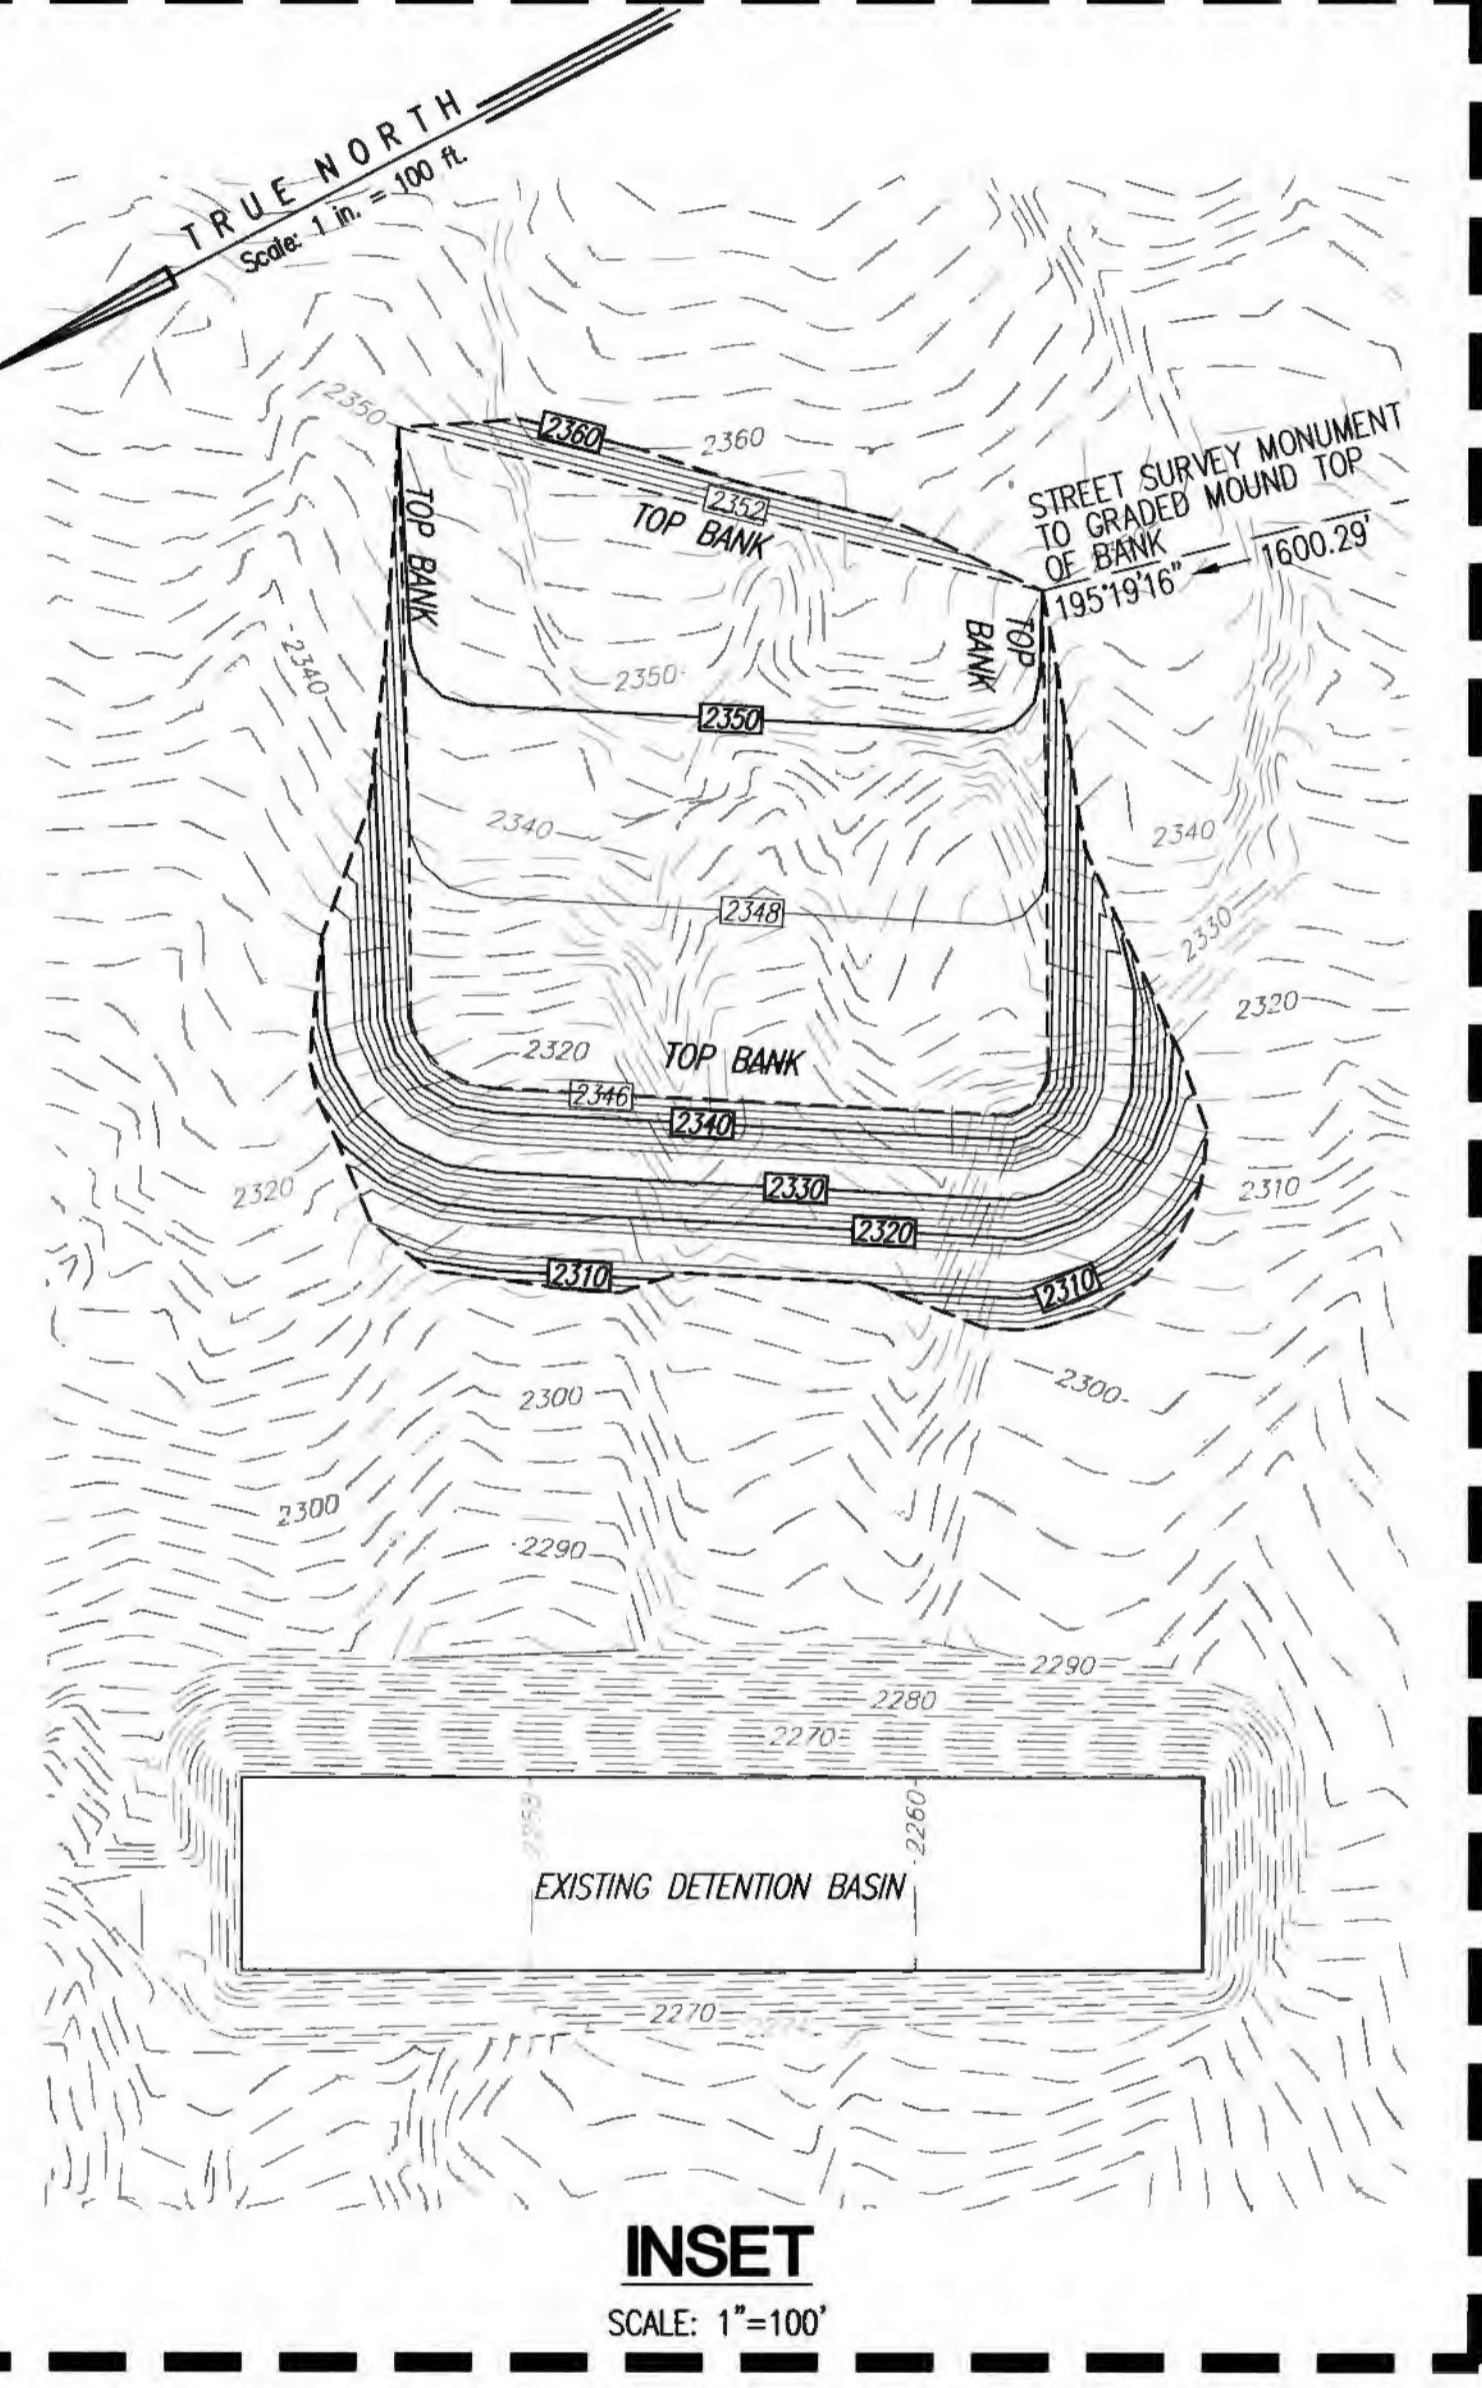 TRUE NORTH
Scale: 1 in. = 100 ft.
2350
2360
2360
2352
TOP BANK
TOP BANK
STREET SURVEY MONUMENT
TO GRADED MOUND TOP
OF BANK
1600.29'
195°19'16"
TOP
BANK
2340
2350
2350
2340
2340
2348
2330
2320
2320
TOP BANK
2346
2340
2330
2320
2310
2320
2310
2310
2300
2300
2300
2290
2290
2280
2270
2258
2260
EXISTING DETENTION BASIN
2270
INSET
SCALE: 1"=100'